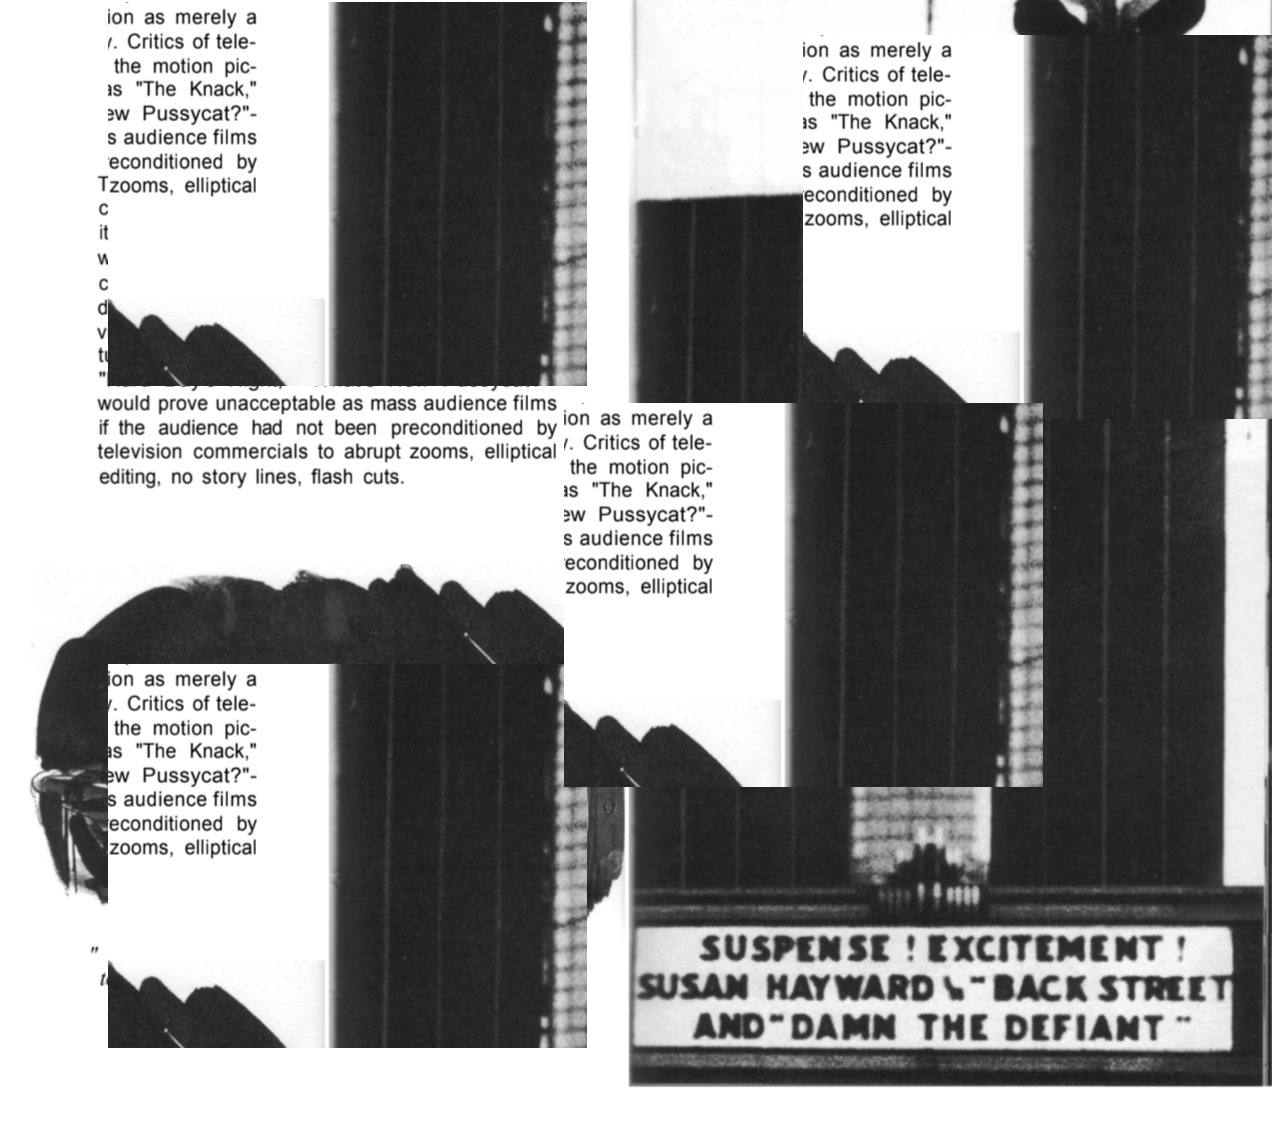 ion as merely a
. Critics of tele-
the motion pic-
as "The Knack,"
ew Pussycat?"-
s audience films
econditioned by
Tzooms, elliptical
c
it
w
c
d
v
tu
"
would prove unacceptable as mass audience films
if the audience had not been preconditioned by
television commercials to abrupt zooms, elliptical
editing, no story lines, flash cuts.
ion as merely a
. Critics of tele-
the motion pic-
as "The Knack,"
ew Pussycat?"-
s audience films
econditioned by
zooms, elliptical
ion as merely a
. Critics of tele-
the motion pic-
as "The Knack,"
ew Pussycat?"-
s audience films
econditioned by
zooms, elliptical
ion as merely a
. Critics of tele-
the motion pic-
as "The Knack,"
ew Pussycat?"-
s audience films
econditioned by
zooms, elliptical
"
t
SUSPENSE ! EXCITEMENT !
SUSAN HAYWARD "BACK STREET
AND "DAMN THE DEFIANT"